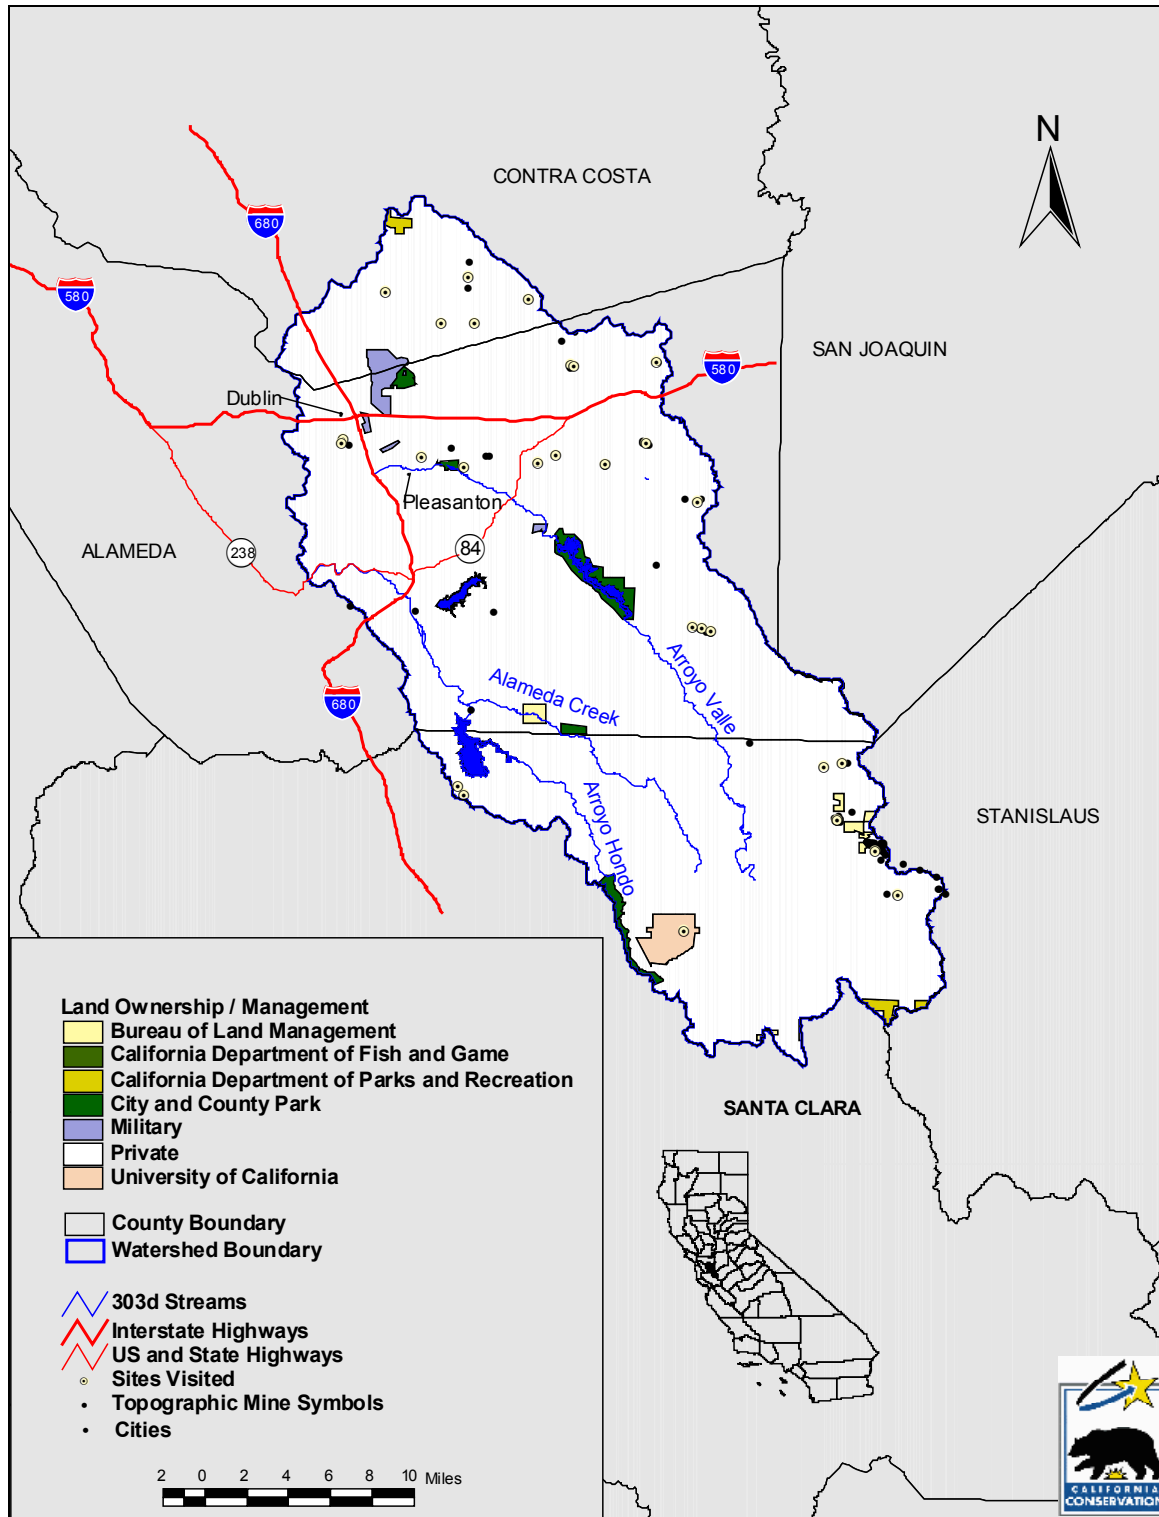 N
CONTRA COSTA
680
580
SAN JOAQUIN
580
Dublin
Pleasanton
ALAMEDA
238
84
Arroyo Valle
Alameda Creek
680
Arroyo Hondo
STANISLAUS
Land Ownership / Management
Bureau of Land Management
California Department of Fish and Game
California Department of Parks and Recreation
City and County Park
Military
Private
University of California
SANTA CLARA
County Boundary
Watershed Boundary
303d Streams
Interstate Highways
US and State Highways
Sites Visited
Topographic Mine Symbols
Cities
2 0 2 4 6 8 10 Miles
CALIFORNIA
CONSERVATION